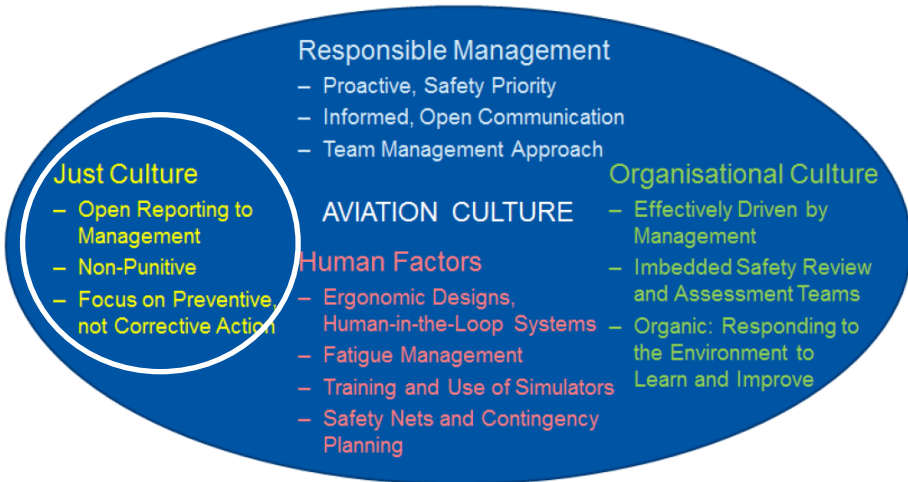 Responsible Management
– Proactive, Safety Priority
– Informed, Open Communication
– Team Management Approach
Just Culture
– Open Reporting to
Management
– Non-Punitive
– Focus on Preventive,
not Corrective Action
AVIATION CULTURE
Human Factors
– Ergonomic Designs,
Human-in-the-Loop Systems
– Fatigue Management
– Training and Use of Simulators
– Safety Nets and Contingency
Planning
Organisational Culture
– Effectively Driven by
Management
– Imbedded Safety Review
and Assessment Teams
– Organic: Responding to
the Environment to
Learn and Improve